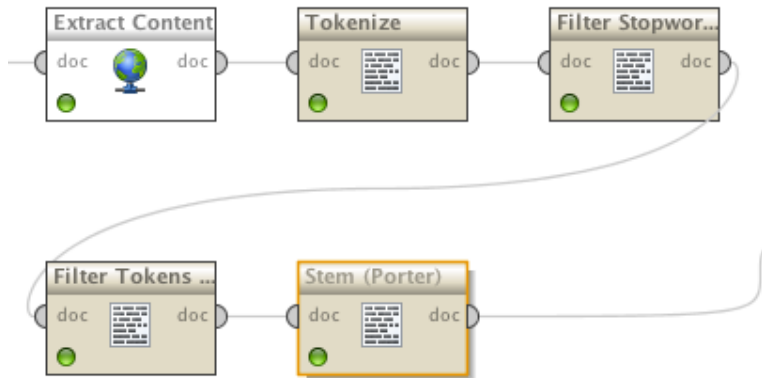 Extract Content
doc doc
Tokenize
doc doc
Filter Stopwor...
doc doc
Filter Tokens ...
doc doc
Stem (Porter)
doc doc